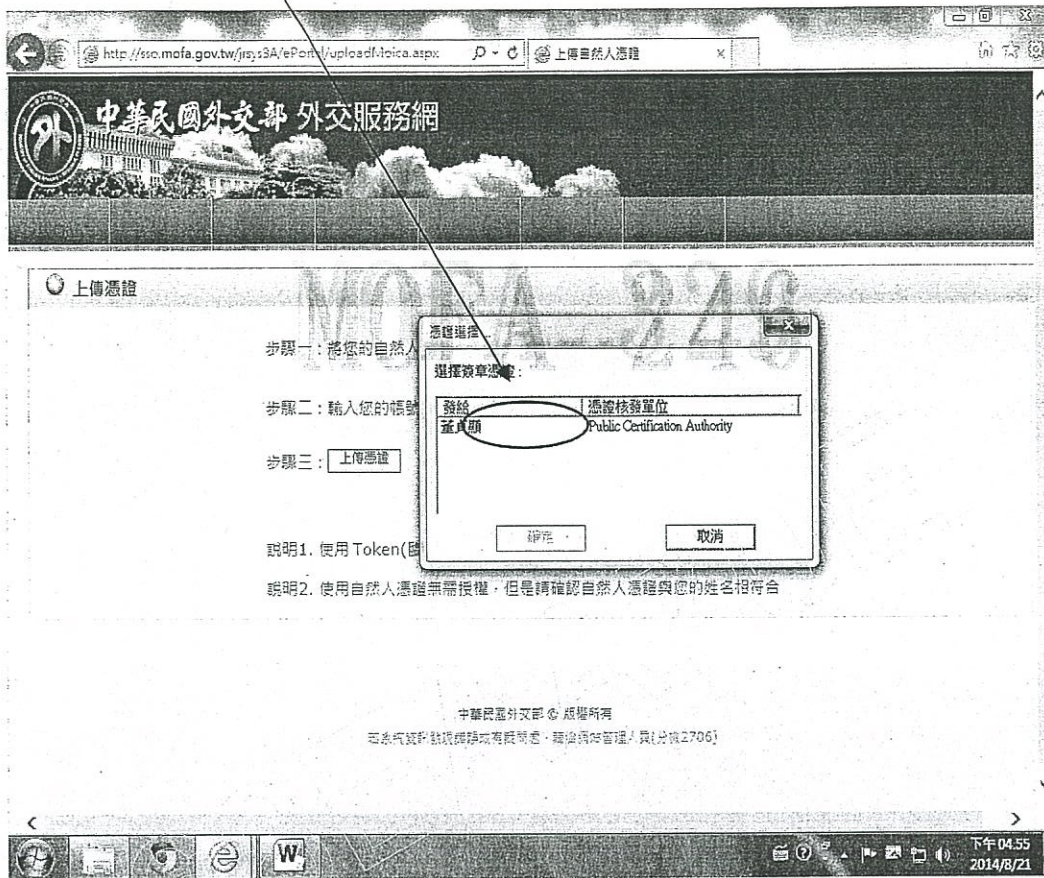 http://sso.mofa.gov.tw/jrsys3A/ePortal/uploadMoica.aspx
上傳自然人憑證
中華民國外交部 外交服務網
上傳憑證
MOFA
步驟一：將您的自然人
步驟二：輸入您的帳號
步驟三：
上傳憑證
憑證選擇
選擇簽章憑證：
發給
憑證核發單位
董貞顯
Public Certification Authority
確定
取消
說明1. 使用 Token(
說明2. 使用自然人憑證無需授權，但是請確認自然人憑證與您的姓名相符合
中華民國外交部 © 版權所有
下午 04:55
2014/8/21